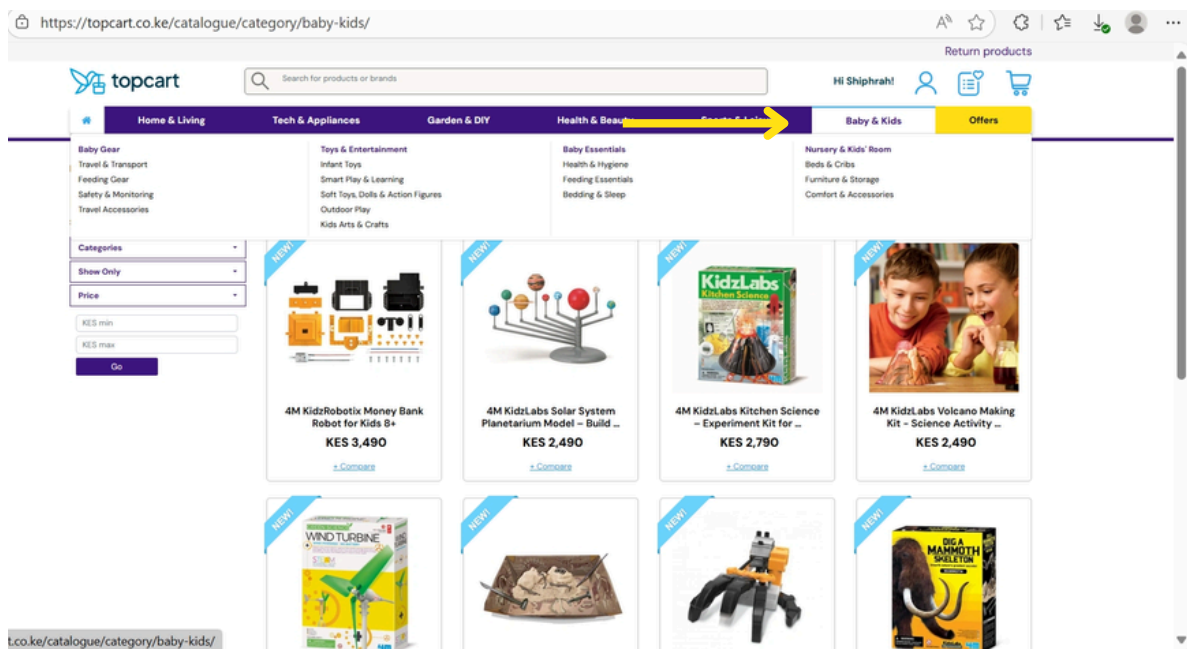 https://topcart.co.ke/catalogue/category/baby-kids/
Return products
topcart
Search for products or brands
Hi Shiphrah!
Home & Living
Tech & Appliances
Garden & DIY
Health & Beauty
Baby & Kids
Offers
Baby Gear
Travel & Transport
Feeding Gear
Safety & Monitoring
Travel Accessories
Toys & Entertainment
Infant Toys
Smart Play & Learning
Soft Toys, Dolls & Action Figures
Outdoor Play
Kids Arts & Crafts
Baby Essentials
Health & Hygiene
Feeding Essentials
Bedding & Sleep
Nursery & Kids' Room
Beds & Cribs
Furniture & Storage
Comfort & Accessories
Categories
Show Only
Price
KES min
KES max
Go
NEW!
NEW!
NEW!
NEW!
KidzLabs
Kitchen Science
4M KidzRobotix Money Bank
Robot for Kids 8+
KES 3,490
+ Compare
4M KidzLabs Solar System
Planetarium Model – Build ...
KES 2,490
+ Compare
4M KidzLabs Kitchen Science
– Experiment Kit for ...
KES 2,790
+ Compare
4M KidzLabs Volcano Making
Kit - Science Activity ...
KES 2,490
+ Compare
NEW!
NEW!
NEW!
NEW!
GREEN SCIENCE
WIND TURBINE
DIG A
MAMMOTH
SKELETON
t.co.ke/catalogue/category/baby-kids/